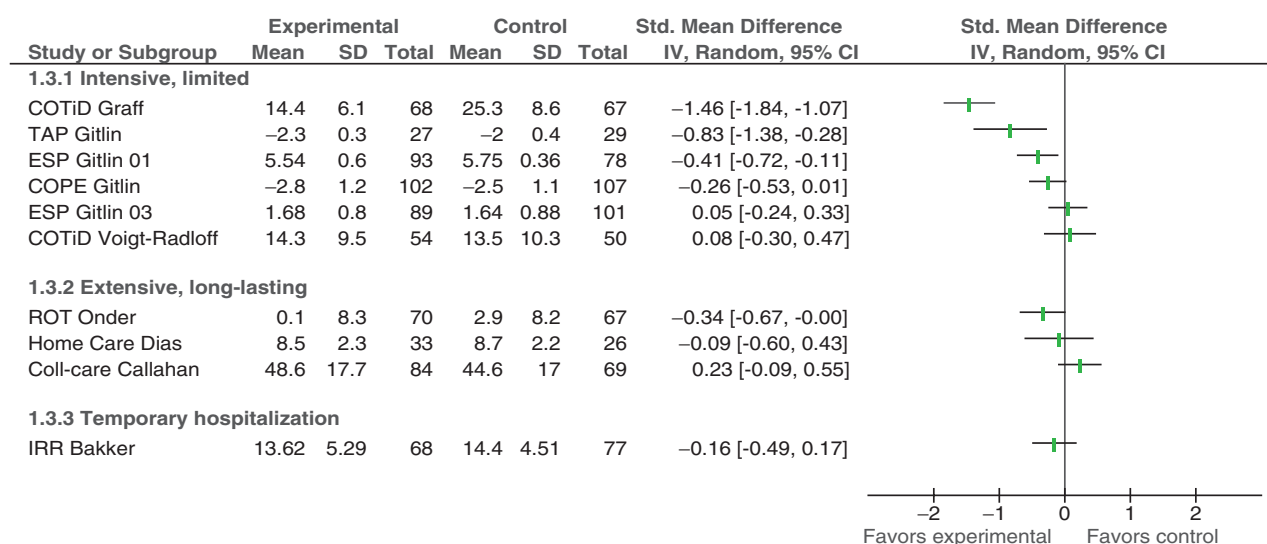 Experimental Control Std. Mean Difference Std. Mean Difference
Study or Subgroup Mean SD Total Mean SD Total IV, Random, 95% CI IV, Random, 95% CI
1.3.1 Intensive, limited
COTiD Graff 14.4 6.1 68 25.3 8.6 67 −1.46 [-1.84, -1.07]
TAP Gitlin −2.3 0.3 27 −2 0.4 29 −0.83 [-1.38, -0.28]
ESP Gitlin 01 5.54 0.6 93 5.75 0.36 78 −0.41 [-0.72, -0.11]
COPE Gitlin −2.8 1.2 102 −2.5 1.1 107 −0.26 [-0.53, 0.01]
ESP Gitlin 03 1.68 0.8 89 1.64 0.88 101 0.05 [-0.24, 0.33]
COTiD Voigt-Radloff 14.3 9.5 54 13.5 10.3 50 0.08 [-0.30, 0.47]
1.3.2 Extensive, long-lasting
ROT Onder 0.1 8.3 70 2.9 8.2 67 −0.34 [-0.67, -0.00]
Home Care Dias 8.5 2.3 33 8.7 2.2 26 −0.09 [-0.60, 0.43]
Coll-care Callahan 48.6 17.7 84 44.6 17 69 0.23 [-0.09, 0.55]
1.3.3 Temporary hospitalization
IRR Bakker 13.62 5.29 68 14.4 4.51 77 −0.16 [-0.49, 0.17]
−2 −1 0 1 2
Favors experimental Favors control